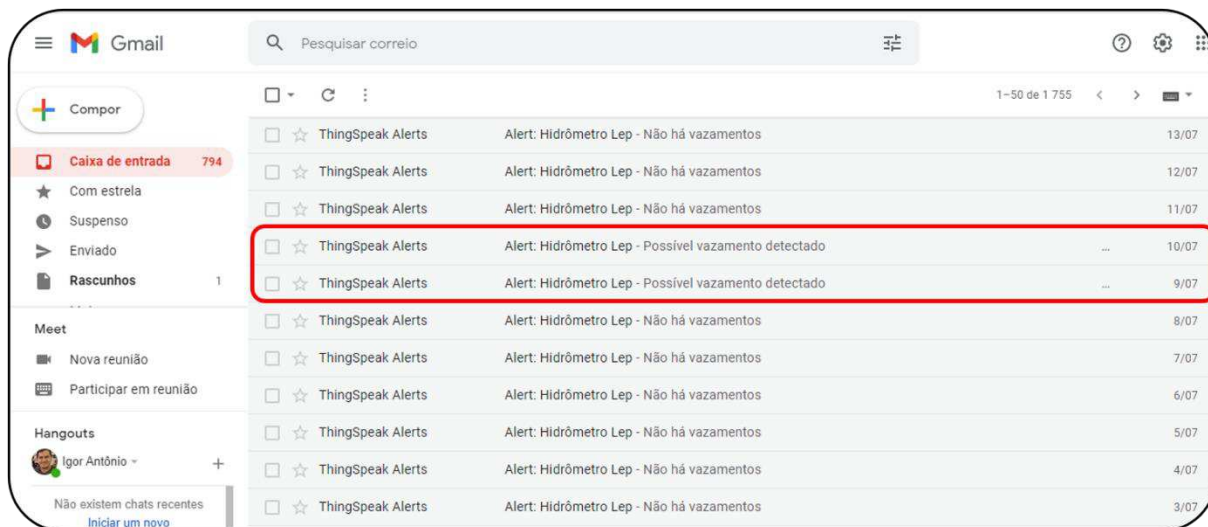 Gmail
Pesquisar correio
Compor
1–50 de 1 755
Caixa de entrada 794
Com estrela
Suspenso
Enviado
Rascunhos 1
Meet
Nova reunião
Participar em reunião
Hangouts
Igor Antônio
Não existem chats recentes
Iniciar um novo
ThingSpeak Alerts Alert: Hidrômetro Lep - Não há vazamentos 13/07
ThingSpeak Alerts Alert: Hidrômetro Lep - Não há vazamentos 12/07
ThingSpeak Alerts Alert: Hidrômetro Lep - Não há vazamentos 11/07
ThingSpeak Alerts Alert: Hidrômetro Lep - Possível vazamento detectado ... 10/07
ThingSpeak Alerts Alert: Hidrômetro Lep - Possível vazamento detectado ... 9/07
ThingSpeak Alerts Alert: Hidrômetro Lep - Não há vazamentos 8/07
ThingSpeak Alerts Alert: Hidrômetro Lep - Não há vazamentos 7/07
ThingSpeak Alerts Alert: Hidrômetro Lep - Não há vazamentos 6/07
ThingSpeak Alerts Alert: Hidrômetro Lep - Não há vazamentos 5/07
ThingSpeak Alerts Alert: Hidrômetro Lep - Não há vazamentos 4/07
ThingSpeak Alerts Alert: Hidrômetro Lep - Não há vazamentos 3/07